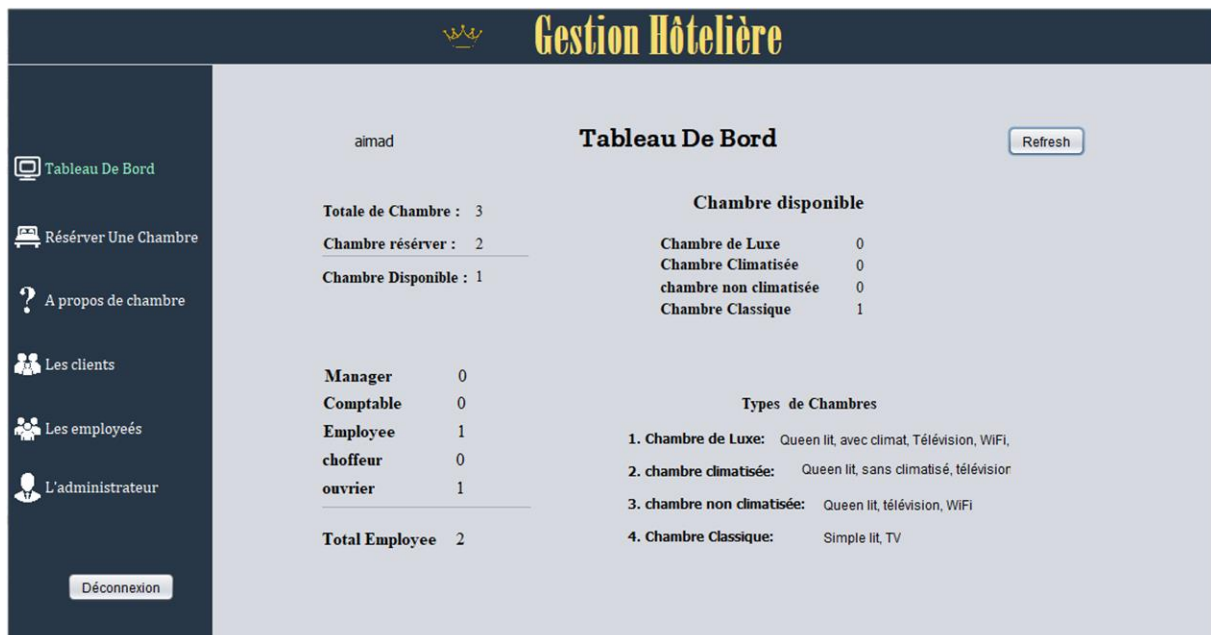 Gestion Hôtelière
Tableau De Bord
Résérver Une Chambre
? A propos de chambre
Les clients
Les employeés
L'administrateur
Déconnexion
aimad
Tableau De Bord
Refresh
Totale de Chambre : 3
Chambre résérver : 2
Chambre Disponible : 1
Chambre disponible
Chambre de Luxe 0
Chambre Climatisée 0
chambre non climatisée 0
Chambre Classique 1
Manager 0
Comptable 0
Employee 1
choffeur 0
ouvrier 1
Total Employee 2
Types de Chambres
1. Chambre de Luxe: Queen lit, avec climat, Télévision, WiFi,
2. chambre climatisée: Queen lit, sans climatisé, télévision
3. chambre non climatisée: Queen lit, télévision, WiFi
4. Chambre Classique: Simple lit, TV